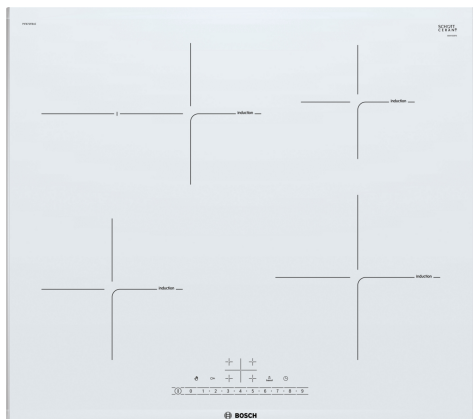 SCHOTT
CERAN®
induction
induction
induction
induction
0 1 2 3 4 5 6 7 8 9
BOSCH